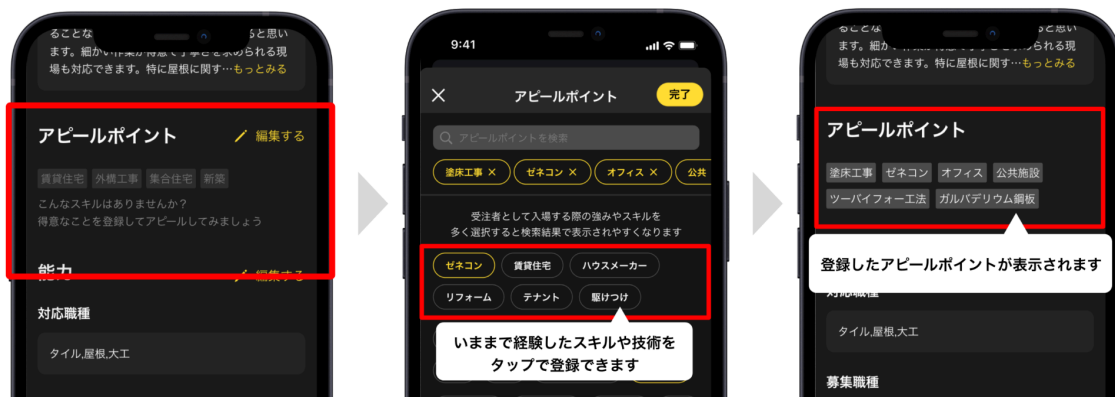 ることな
ると思い
場も対応できます。特に屋根に関す…もっとみる
アピールポイント
編集する
賃貸住宅 外構工事 集合住宅 新築
こんなスキルはありませんか？
得意なことを登録してアピールしてみましょう
能力
編集する
対応職種
タイル,屋根,大工
9:41
アピールポイント
完了
アピールポイントを検索
塗床工事 × ゼネコン × オフィス × 公共
受注者として入場する際の強みやスキルを
多く選択すると検索結果で表示されやすくなります
ゼネコン 賃貸住宅 ハウスメーカー
リフォーム テナント 駆けつけ
いままで経験したスキルや技術を
タップで登録できます
ることな
ると思い
場も対応できます。特に屋根に関す…もっとみる
アピールポイント
塗床工事 ゼネコン オフィス 公共施設
ツーバイフォー工法 ガルバデリウム鋼板
登録したアピールポイントが表示されます
対応職種
タイル,屋根,大工
募集職種